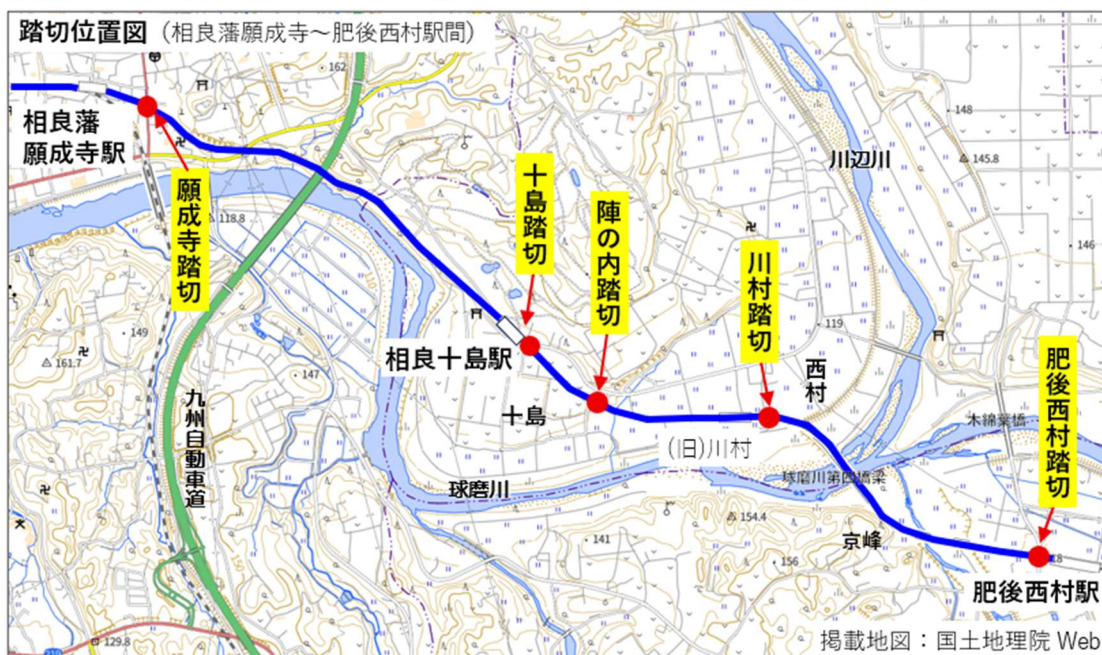 踏切位置図 (相良藩願成寺～肥後西村駅間)
162
相良藩
願成寺駅
願成寺踏切
118.8
149
161.7
147
九州自動車道
129.8
219
十島踏切
相良十島駅
十島
陣の内踏切
川村踏切
(旧)川村
西村
119
川辺川
148
145.8
146
木綿葉橋
球磨川第四橋梁
球磨川
154.4
141
156
京峰
肥後西村踏切
肥後西村駅
掲載地図：国土地理院 Web